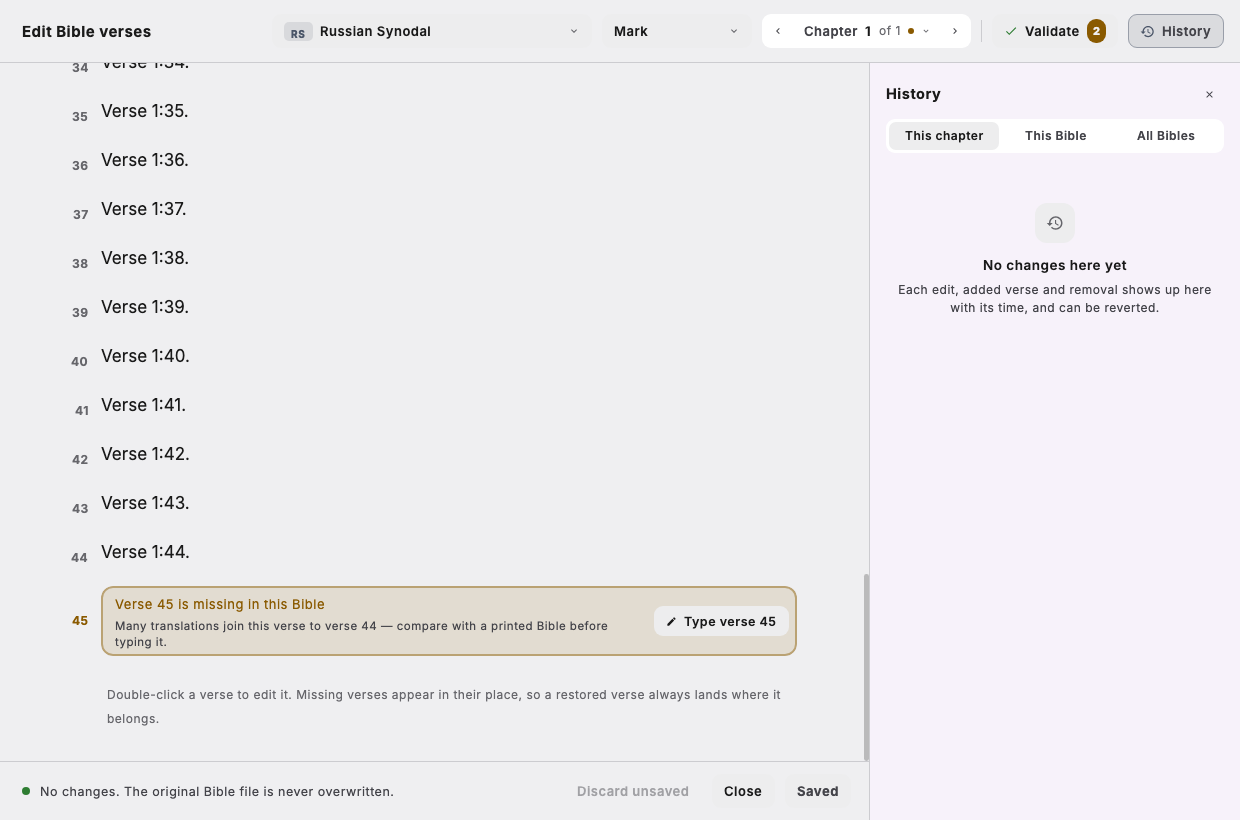 Edit Bible verses
RS Russian Synodal
Mark
Chapter 1 of 1
Validate 2
History
34 Verse 1:34.
35 Verse 1:35.
36 Verse 1:36.
37 Verse 1:37.
38 Verse 1:38.
39 Verse 1:39.
40 Verse 1:40.
41 Verse 1:41.
42 Verse 1:42.
43 Verse 1:43.
44 Verse 1:44.
45
Verse 45 is missing in this Bible
Many translations join this verse to verse 44 — compare with a printed Bible before
typing it.
Type verse 45
Double-click a verse to edit it. Missing verses appear in their place, so a restored verse always lands where it
belongs.
No changes. The original Bible file is never overwritten.
Discard unsaved
Close
Saved
History
This chapter
This Bible
All Bibles
No changes here yet
Each edit, added verse and removal shows up here
with its time, and can be reverted.